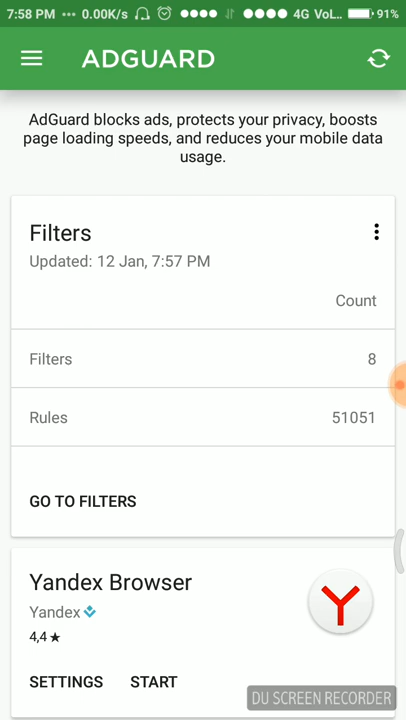 7:58 PM ••• 0.00K/s 4G VoL.. 91%
ADGUARD
AdGuard blocks ads, protects your privacy, boosts
page loading speeds, and reduces your mobile data
usage.
Filters
Updated: 12 Jan, 7:57 PM
Count
Filters 8
Rules 51051
GO TO FILTERS
Yandex Browser
Yandex
4,4★
SETTINGS START
DU SCREEN RECORDER